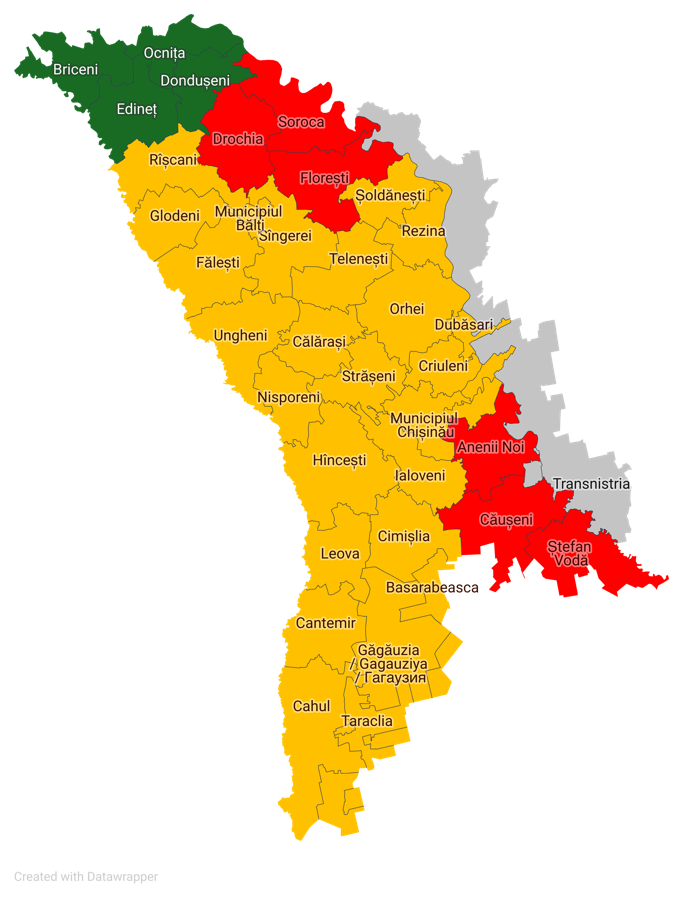 Ocnița
Briceni
Dondușeni
Edineț
Soroca
Drochia
Rîșcani
Florești
Șoldănești
Glodeni
Municipiul
Bălți
Sîngerei
Rezina
Fălești
Telenești
Orhei
Dubăsari
Ungheni
Călărași
Criuleni
Strășeni
Nisporeni
Municipiul
Chișinău
Anenii Noi
Hîncești
Ialoveni
Transnistria
Căușeni
Cimișlia
Ștefan
Vodă
Leova
Basarabeasca
Cantemir
Găgăuzia
/ Gagauziya
/ Гагаузия
Cahul
Taraclia
Created with Datawrapper